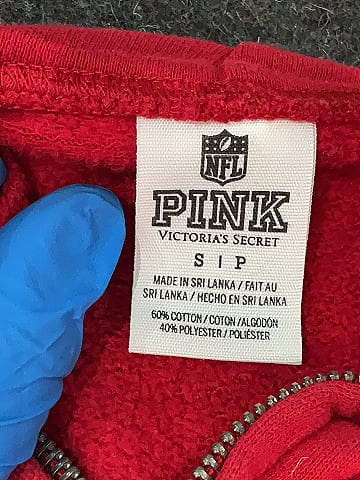 NFL
PINK
VICTORIA'S SECRET
S | P
MADE IN SRI LANKA / FAIT AU
SRI LANKA / HECHO EN SRI LANKA
60% COTTON / COTON / ALGODÓN
40% POLYESTER / POLIÉSTER